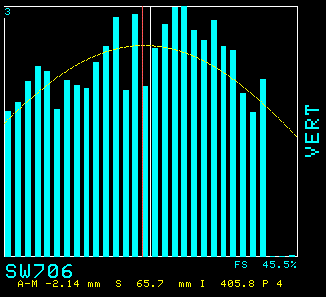 3
VERT
FS 45.5%
SW706
A-M -2.14 mm S 65.7 mm I 405.8 P 4